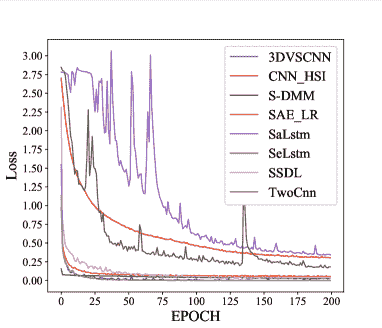 3.00
2.75
2.50
2.25
2.00
1.75
1.50
1.25
1.00
0.75
0.50
0.25
0.00
Loss
3DVSCNN
CNN_HSI
S-DMM
SAE_LR
SaLstm
SeLstm
SSDL
TwoCnn
0 25 50 75 100 125 150 175 200
EPOCH